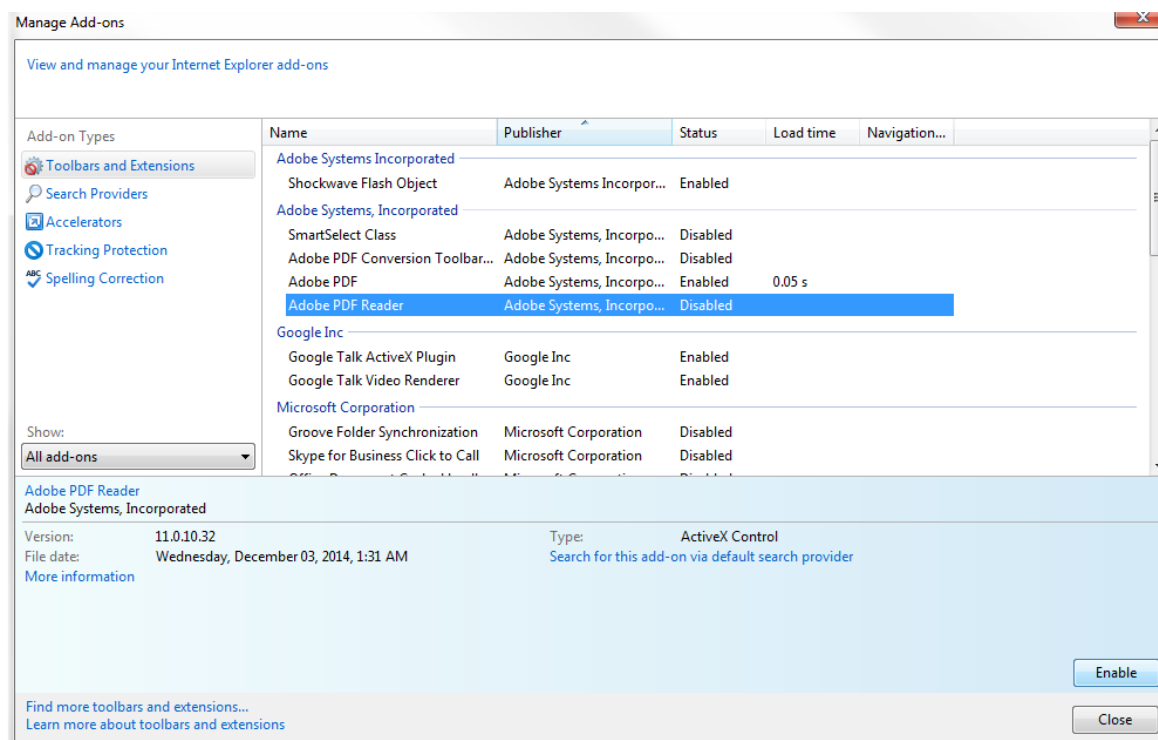 Manage Add-ons
View and manage your Internet Explorer add-ons
Add-on Types
Toolbars and Extensions
Search Providers
Accelerators
Tracking Protection
ABC Spelling Correction
Show:
All add-ons
Name Publisher Status Load time Navigation...
Adobe Systems Incorporated
Shockwave Flash Object Adobe Systems Incorpor... Enabled
Adobe Systems, Incorporated
SmartSelect Class Adobe Systems, Incorpo... Disabled
Adobe PDF Conversion Toolbar... Adobe Systems, Incorpo... Disabled
Adobe PDF Adobe Systems, Incorpo... Enabled 0.05 s
Adobe PDF Reader Adobe Systems, Incorpo... Disabled
Google Inc
Google Talk ActiveX Plugin Google Inc Enabled
Google Talk Video Renderer Google Inc Enabled
Microsoft Corporation
Groove Folder Synchronization Microsoft Corporation Disabled
Skype for Business Click to Call Microsoft Corporation Disabled
Adobe PDF Reader
Adobe Systems, Incorporated
Version: 11.0.10.32 Type: ActiveX Control
File date: Wednesday, December 03, 2014, 1:31 AM Search for this add-on via default search provider
More information
Enable
Find more toolbars and extensions...
Learn more about toolbars and extensions
Close